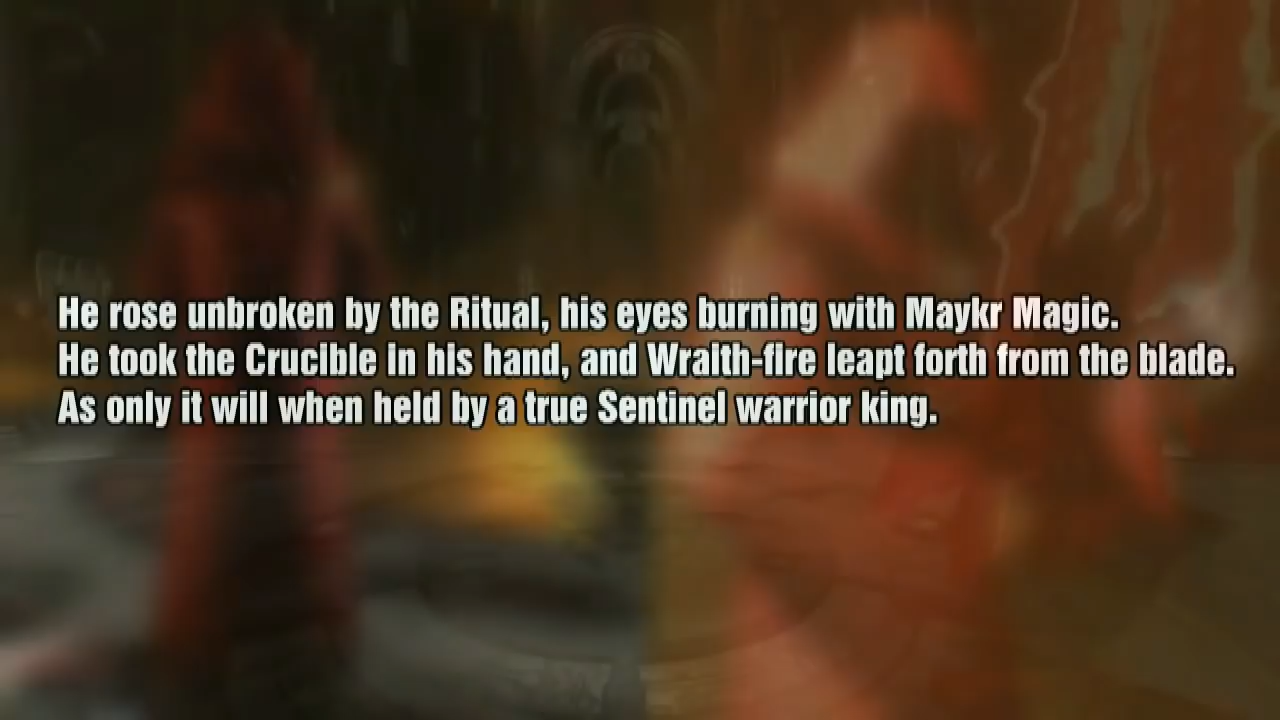 He rose unbroken by the Ritual, his eyes burning with Maykr Magic.
He took the Crucible in his hand, and Wraith-fire leapt forth from the blade.
As only it will when held by a true Sentinel warrior king.